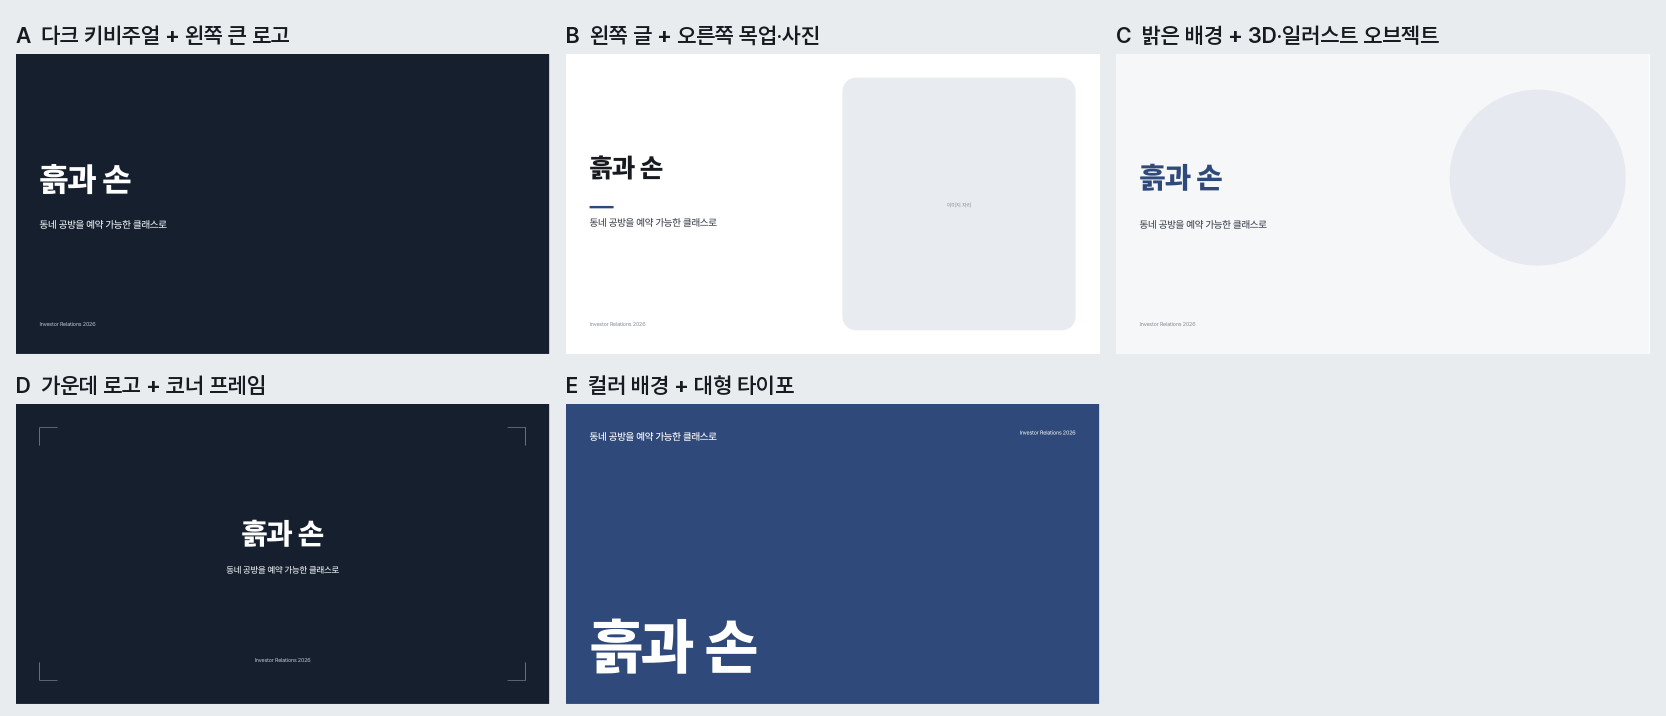 A 다크 키비주얼 + 왼쪽 큰 로고
흙과 손
동네 공방을 예약 가능한 클래스로
Investor Relations 2026
B 왼쪽 글 + 오른쪽 목업·사진
흙과 손
동네 공방을 예약 가능한 클래스로
이미지 자리
Investor Relations 2026
C 밝은 배경 + 3D·일러스트 오브젝트
흙과 손
동네 공방을 예약 가능한 클래스로
Investor Relations 2026
D 가운데 로고 + 코너 프레임
흙과 손
동네 공방을 예약 가능한 클래스로
Investor Relations 2026
E 컬러 배경 + 대형 타이포
동네 공방을 예약 가능한 클래스로
Investor Relations 2026
흙과 손